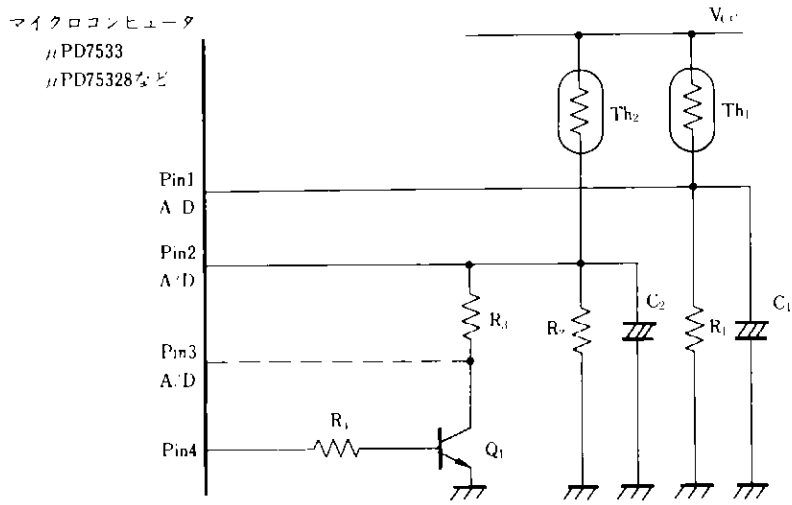 マイクロコンピュータ
μPD7533
μPD75328など
VCC
Th₂
Th₁
Pin1
A/D
Pin2
A/D
R₃
R₂
C₂
R₁
C₁
Pin3
A/D
Pin4
Q₁